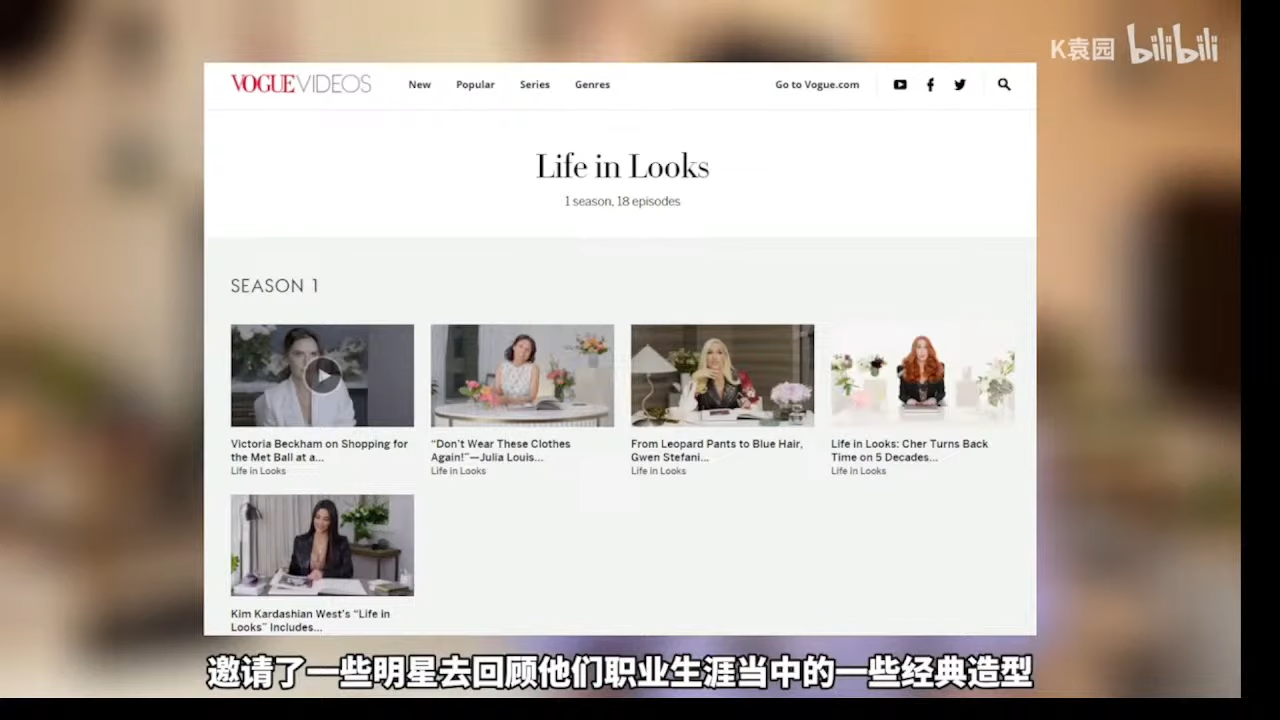 K袁园 bilibili
VOGUE VIDEOS New Popular Series Genres Go to Vogue.com
Life in Looks
1 season, 18 episodes
SEASON 1
Victoria Beckham on Shopping for
the Met Ball at a...
Life in Looks
“Don't Wear These Clothes
Again!”—Julia Louis...
Life in Looks
From Leopard Pants to Blue Hair,
Gwen Stefani...
Life in Looks
Life in Looks: Cher Turns Back
Time on 5 Decades...
Life in Looks
Kim Kardashian West's “Life in
Looks” Includes...
邀请了一些明星去回顾他们职业生涯当中的一些经典造型